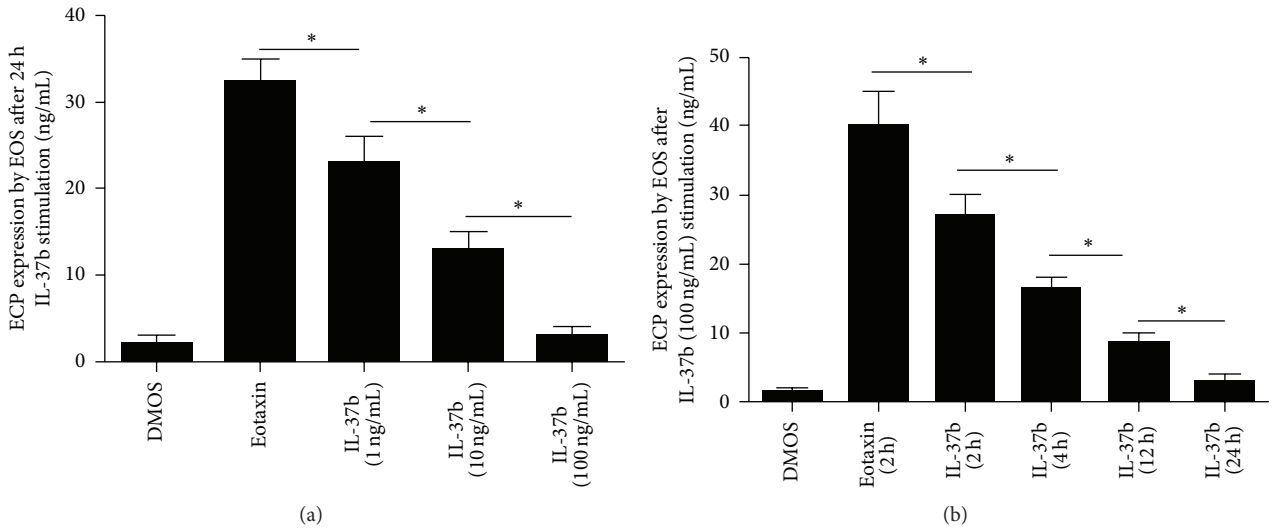 ECP expression by EOS after 24 h
IL-37b stimulation (ng/mL)
40
30
20
10
0
*
*
*
DMOS
Eotaxin
IL-37b
(1 ng/mL)
IL-37b
(10 ng/mL)
IL-37b
(100 ng/mL)
(a)
ECP expression by EOS after
IL-37b (100 ng/mL) stimulation (ng/mL)
50
40
30
20
10
0
*
*
*
*
DMOS
Eotaxin
(2 h)
IL-37b
(2 h)
IL-37b
(4 h)
IL-37b
(12 h)
IL-37b
(24 h)
(b)